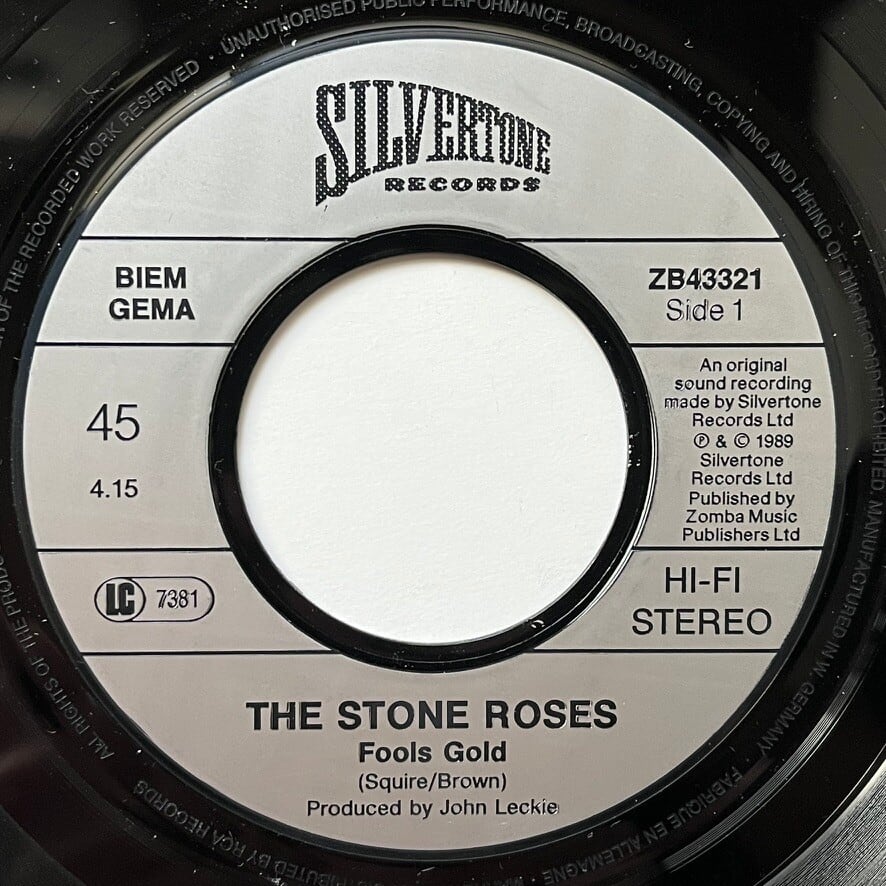 SILVERTONE
RECORDS
BIEM
GEMA
ZB43321
Side 1
45
4.15
An original
sound recording
made by Silvertone
Records Ltd
℗ & © 1989
Silvertone
Records Ltd
Published by
Zomba Music
Publishers Ltd
LC 7381
HI-FI
STEREO
THE STONE ROSES
Fools Gold
(Squire/Brown)
Produced by John Leckie
ALL RIGHTS OF THE PRODUC OF THE RECORDED WORK RESERVED · UNAUTHORISED PUBLIC PERFORMANCE, BROADCASTING, COPYING AND HIRING OF THIS RECORD PROHIBITED. MANUFACTURED IN W. GERMANY · FABRIQUE EN ALLEMAGNE
BUTED BY RCA RECORDS